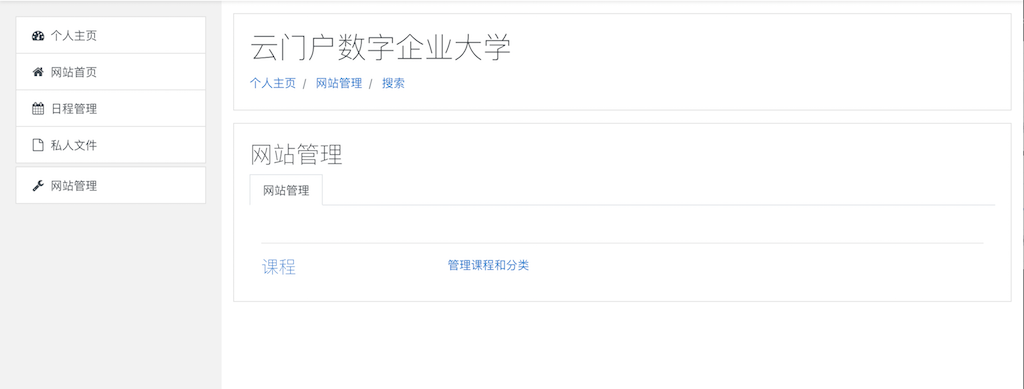 个人主页
网站首页
日程管理
私人文件
网站管理
云门户数字企业大学
个人主页 / 网站管理 / 搜索
网站管理
网站管理
课程 管理课程和分类